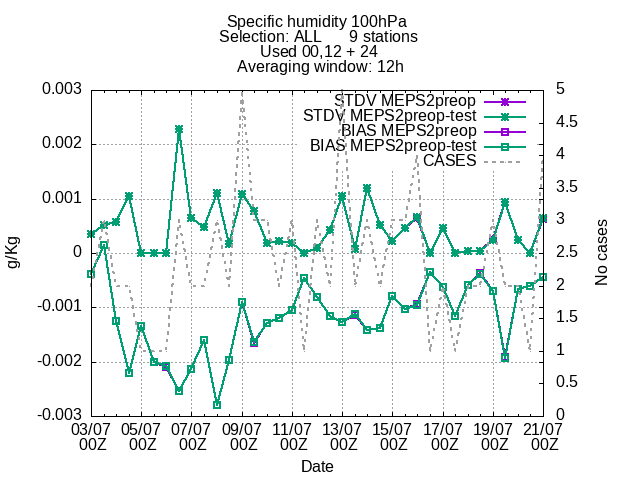 Specific humidity 100hPa
Selection: ALL 9 stations
Used 00,12 + 24
Averaging window: 12h
0.003
0.002
0.001
0
-0.001
-0.002
-0.003
g/Kg
STDV MEPS2preop
STDV MEPS2preop-test
BIAS MEPS2preop
BIAS MEPS2preop-test
CASES
5
4.5
4
3.5
3
2.5
2
1.5
1
0.5
0
No cases
03/07 05/07 07/07 09/07 11/07 13/07 15/07 17/07 19/07 21/07
00Z 00Z 00Z 00Z 00Z 00Z 00Z 00Z 00Z 00Z
Date